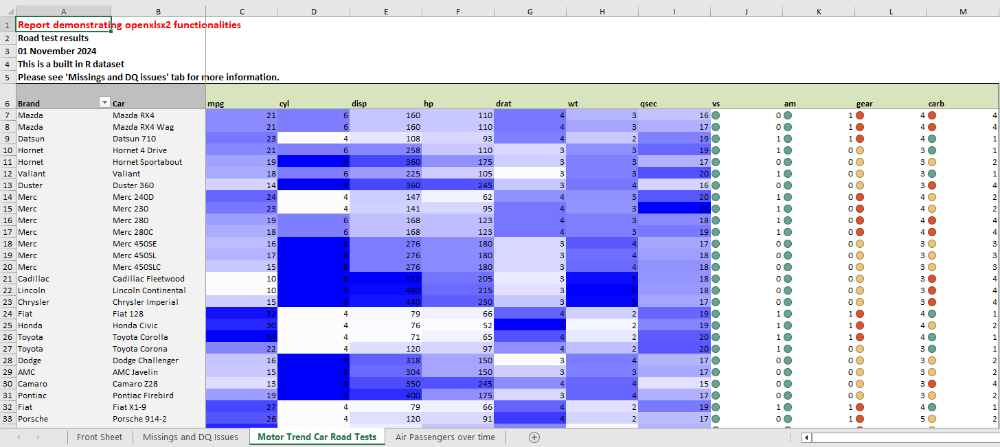 A B C D E F G H I J K L M
1 Report demonstrating openxlsx2 functionalities
2 Road test results
3 01 November 2024
4 This is a built in R dataset
5 Please see 'Missings and DQ issues' tab for more information.
6 Brand Car mpg cyl disp hp drat wt qsec vs am gear carb
7 Mazda Mazda RX4 21 6 160 110 4 3 16 0 1 4 4
8 Mazda Mazda RX4 Wag 21 6 160 110 4 3 17 0 1 4 4
9 Datsun Datsun 710 23 4 108 93 4 2 19 1 1 4 1
10 Hornet Hornet 4 Drive 21 6 258 110 3 3 19 1 0 3 1
11 Hornet Hornet Sportabout 19 8 360 175 3 3 17 0 0 3 2
12 Valiant Valiant 18 6 225 105 3 3 20 1 0 3 1
13 Duster Duster 360 14 8 360 245 3 4 16 0 0 3 4
14 Merc Merc 240D 24 4 147 62 4 3 20 1 0 4 2
15 Merc Merc 230 23 4 141 95 4 3 23 1 0 4 2
16 Merc Merc 280 19 6 168 123 4 3 18 1 0 4 4
17 Merc Merc 280C 18 6 168 123 4 3 19 1 0 4 4
18 Merc Merc 450SE 16 8 276 180 3 4 17 0 0 3 3
19 Merc Merc 450SL 17 8 276 180 3 4 18 0 0 3 3
20 Merc Merc 450SLC 15 8 276 180 3 4 18 0 0 3 3
21 Cadillac Cadillac Fleetwood 10 8 472 205 3 5 18 0 0 3 4
22 Lincoln Lincoln Continental 10 8 460 215 3 5 18 0 0 3 4
23 Chrysler Chrysler Imperial 15 8 440 230 3 5 17 0 0 3 4
24 Fiat Fiat 128 32 4 79 66 4 2 19 1 1 4 1
25 Honda Honda Civic 30 4 76 52 5 2 19 1 1 4 2
26 Toyota Toyota Corolla 34 4 71 65 4 2 20 1 1 4 1
27 Toyota Toyota Corona 22 4 120 97 4 2 20 1 0 3 1
28 Dodge Dodge Challenger 16 8 318 150 3 4 17 0 0 3 2
29 AMC AMC Javelin 15 8 304 150 3 3 17 0 0 3 2
30 Camaro Camaro Z28 13 8 350 245 4 4 15 0 0 3 4
31 Pontiac Pontiac Firebird 19 8 400 175 3 4 17 0 0 3 2
32 Fiat Fiat X1-9 27 4 79 66 4 2 19 1 1 4 1
33 Porsche Porsche 914-2 26 4 120 91 4 2 17 0 1 5 2
Front Sheet Missings and DQ Issues Motor Trend Car Road Tests Air Passengers over time